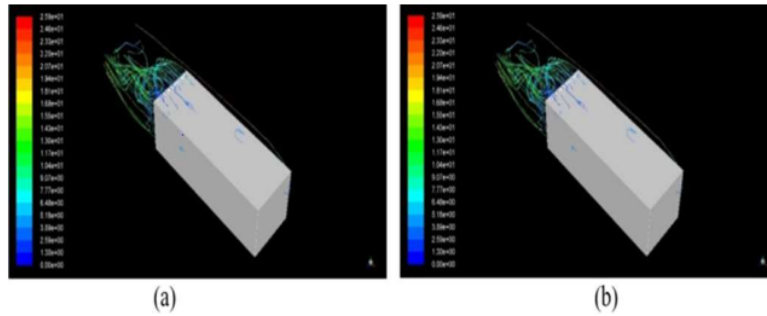 2.59e+01
2.46e+01
2.33e+01
2.20e+01
2.07e+01
1.94e+01
1.81e+01
1.68e+01
1.55e+01
1.43e+01
1.30e+01
1.17e+01
1.04e+01
9.07e+00
7.77e+00
6.48e+00
5.18e+00
3.89e+00
2.59e+00
1.30e+00
0.00e+00
(a)
2.59e+01
2.46e+01
2.33e+01
2.20e+01
2.07e+01
1.94e+01
1.81e+01
1.68e+01
1.55e+01
1.43e+01
1.30e+01
1.17e+01
1.04e+01
9.07e+00
7.77e+00
6.48e+00
5.18e+00
3.89e+00
2.59e+00
1.30e+00
0.00e+00
(b)